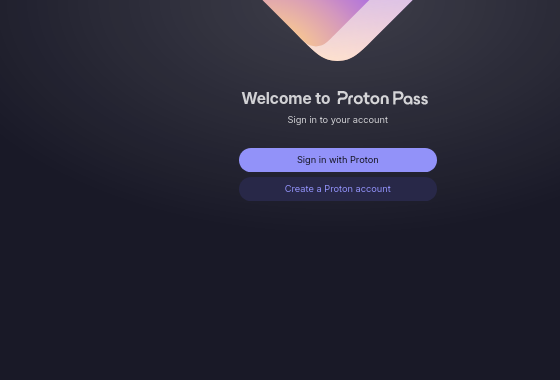 Welcome to Proton Pass
Sign in to your account
Sign in with Proton
Create a Proton account